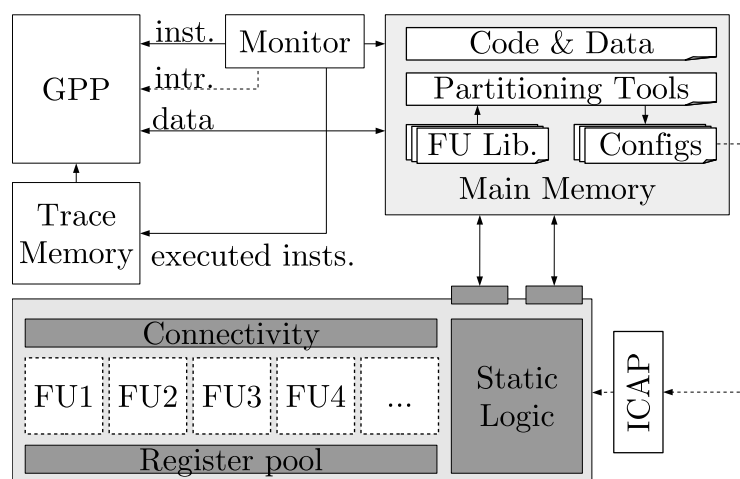 inst.
Monitor
Code & Data
GPP
intr.
Partitioning Tools
data
FU Lib.
Configs
Main Memory
Trace
Memory
executed insts.
Connectivity
FU1
FU2
FU3
FU4
...
Static
Logic
ICAP
Register pool